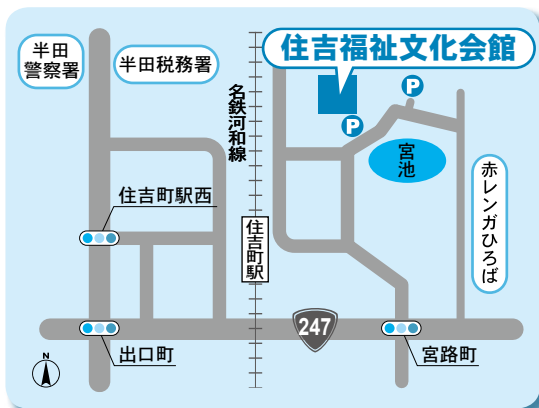 住吉福祉文化会館
半田
警察署
半田税務署
名鉄河和線
P
P
宮池
赤レンガひろば
住吉町駅西
住吉町駅
247
出口町
宮路町
N